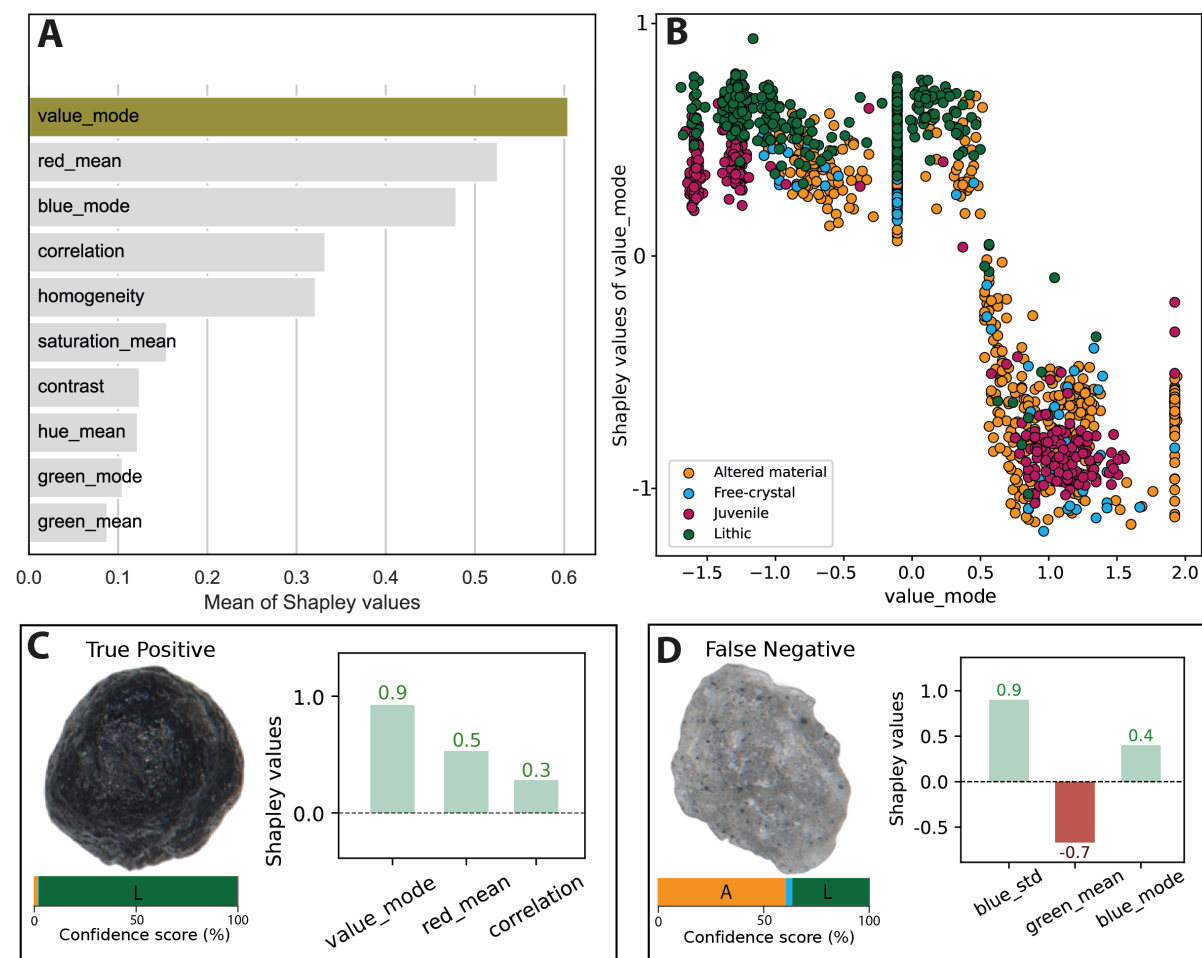 A
value_mode
red_mean
blue_mode
correlation
homogeneity
saturation_mean
contrast
hue_mean
green_mode
green_mean
0.0 0.1 0.2 0.3 0.4 0.5 0.6
Mean of Shapley values
B
1
0
-1
Shapley values of value_mode
Altered material
Free-crystal
Juvenile
Lithic
−1.5 −1.0 −0.5 0.0 0.5 1.0 1.5 2.0
value_mode
C
True Positive
L
0 50 100
Confidence score (%)
Shapley values
1.0
0.0
0.9
0.5
0.3
value_mode
red_mean
correlation
D
False Negative
A L
0 50 100
Confidence score (%)
Shapley values
1.0
0.5
0.0
-0.5
0.9
-0.7
0.4
blue_std
green_mean
blue_mode